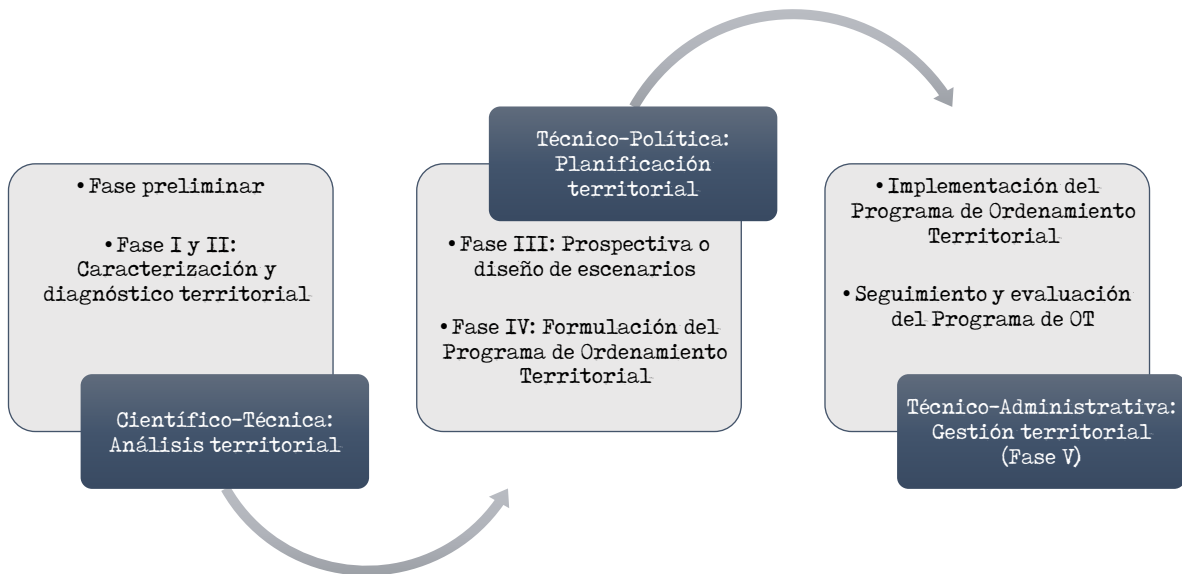 • Fase preliminar
• Fase I y II:
Caracterización y
diagnóstico territorial
Científico-Técnica:
Análisis territorial
Técnico-Política:
Planificación
territorial
• Fase III: Prospectiva o
diseño de escenarios
• Fase IV: Formulación del
Programa de Ordenamiento
Territorial
• Implementación del
Programa de Ordenamiento
Territorial
• Seguimiento y evaluación
del Programa de OT
Técnico-Administrativa:
Gestión territorial
(Fase V)